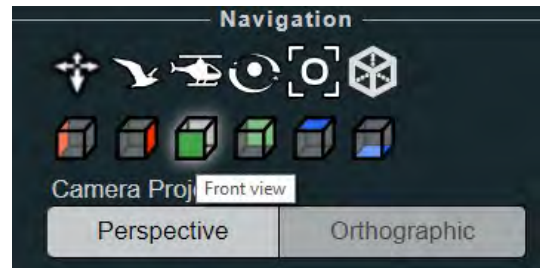 Navigation
Camera Proj
Front view
Perspective
Orthographic